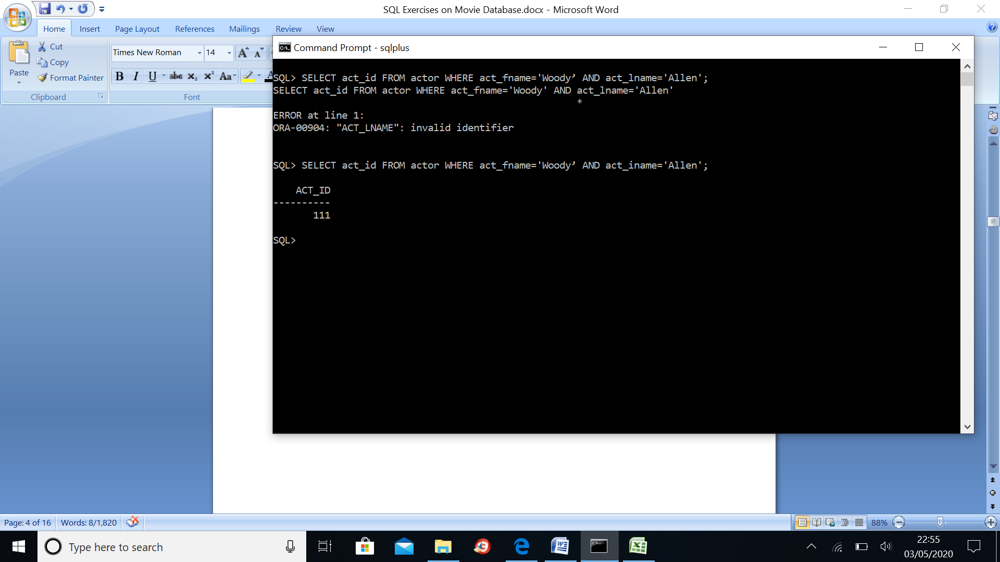 SQL Exercises on Movie Database.docx - Microsoft Word
Home Insert Page Layout References Mailings Review View
Paste
Cut
Copy
Format Painter
Clipboard
Times New Roman 14
B I U abc x₂ x² Aa
Font
Command Prompt - sqlplus
SQL> SELECT act_id FROM actor WHERE act_fname='Woody’ AND act_lname='Allen';
SELECT act_id FROM actor WHERE act_fname='Woody' AND act_lname='Allen'
*
ERROR at line 1:
ORA-00904: "ACT_LNAME": invalid identifier
SQL> SELECT act_id FROM actor WHERE act_fname='Woody’ AND act_iname='Allen';
ACT_ID
----------
111
SQL>
Page: 4 of 16 Words: 8/1,820 88%
Type here to search
22:55
03/05/2020